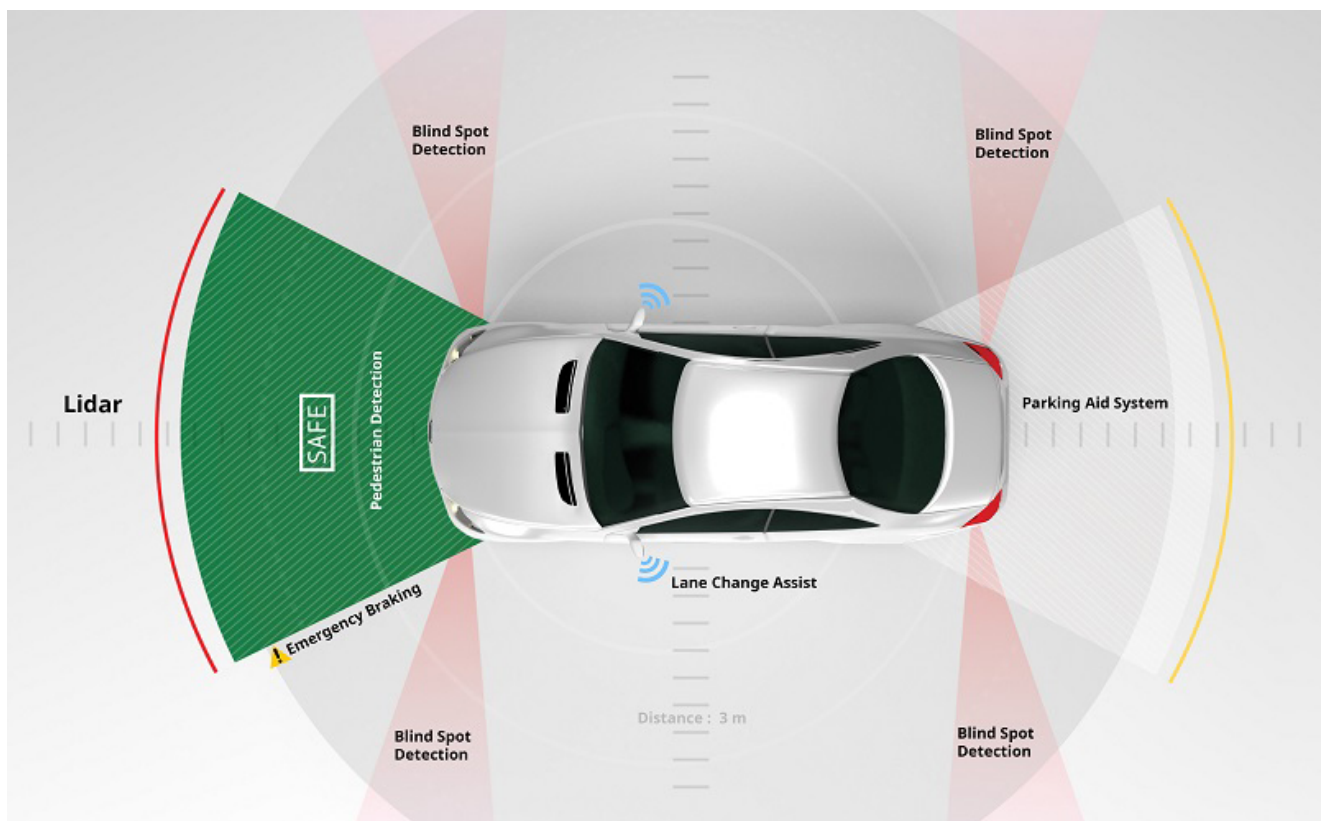 Blind Spot
Detection
Blind Spot
Detection
Lidar
SAFE
Pedestrian Detection
Parking Aid System
Emergency Braking
Lane Change Assist
Distance : 3 m
Blind Spot
Detection
Blind Spot
Detection